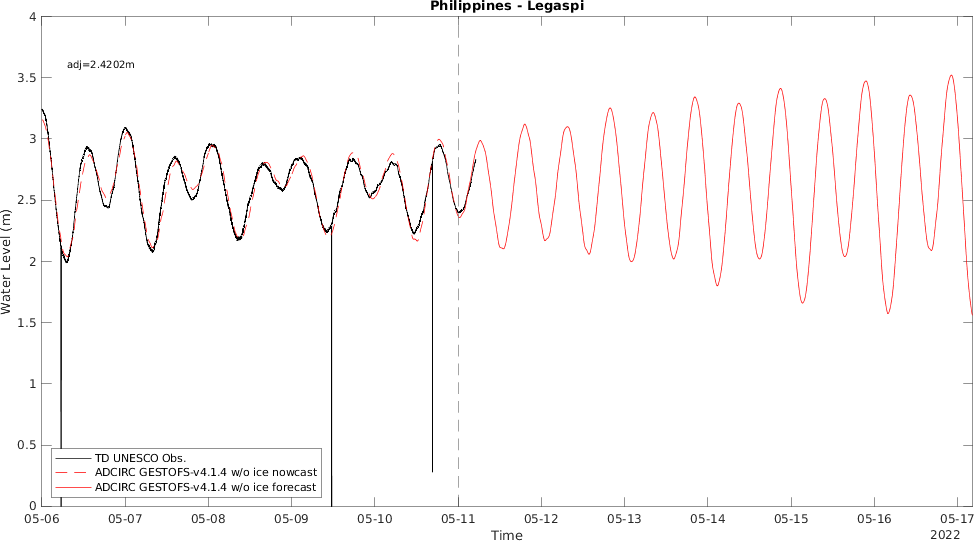 Philippines - Legaspi
4
3.5
3
2.5
2
1.5
1
0.5
0
Water Level (m)
adj=2.4202m
TD UNESCO Obs.
ADCIRC GESTOFS-v4.1.4 w/o ice nowcast
ADCIRC GESTOFS-v4.1.4 w/o ice forecast
05-06 05-07 05-08 05-09 05-10 05-11 05-12 05-13 05-14 05-15 05-16 05-17
Time
2022